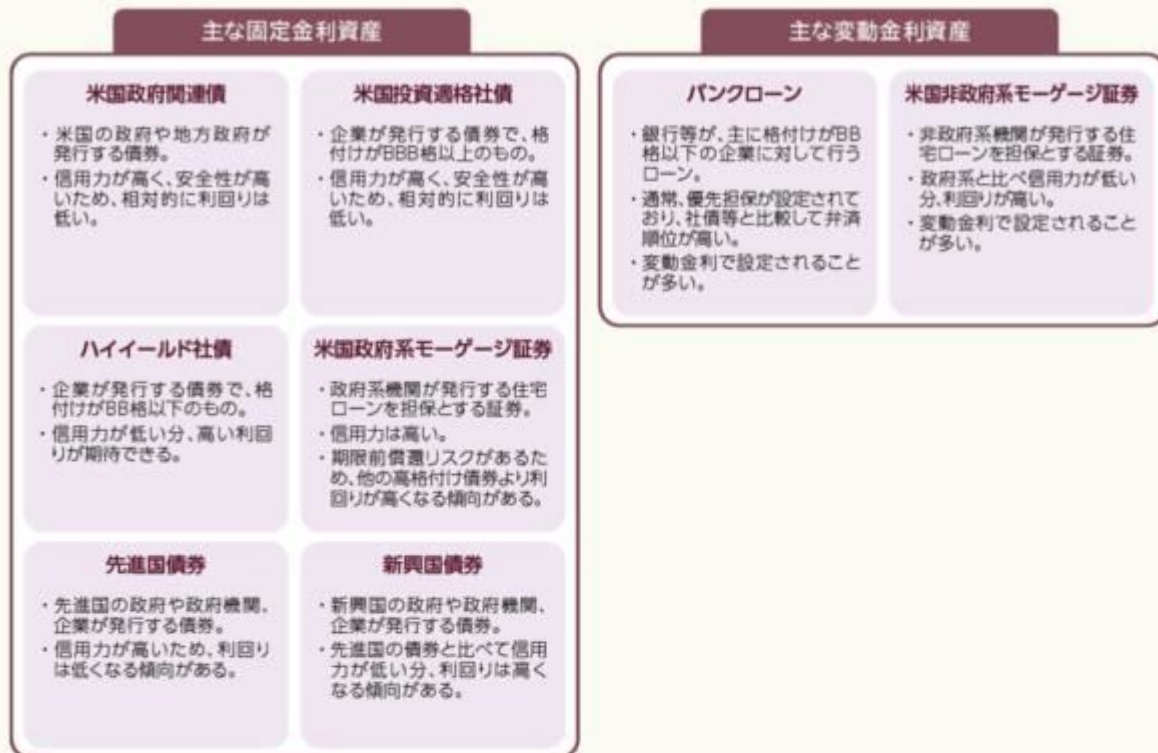 主な固定金利資産
米国政府関連債
・米国の政府や地方政府が
発行する債券。
・信用力が高く、安全性が高
いため、相対的に利回りは
低い。
米国投資適格社債
・企業が発行する債券で、格
付けがBBB格以上のもの。
・信用力が高く、安全性が高
いため、相対的に利回りは
低い。
ハイイールド社債
・企業が発行する債券で、格
付けがBB格以下のもの。
・信用力が低い分、高い利回
りが期待できる。
米国政府系モーゲージ証券
・政府系機関が発行する住宅
ローンを担保とする証券。
・信用力は高い。
・期限前償還リスクがあるた
め、他の高格付け債券より利
回りが高くなる傾向がある。
先進国債券
・先進国の政府や政府機関、
企業が発行する債券。
・信用力が高いため、利回り
は低くなる傾向がある。
新興国債券
・新興国の政府や政府機関、
企業が発行する債券。
・先進国の債券と比べて信用
力が低い分、利回りは高く
なる傾向がある。
主な変動金利資産
バンクローン
・銀行等が、主に格付けがBB
格以下の企業に対して行う
ローン。
・通常、優先担保が設定されて
おり、社債等と比較して弁済
順位が高い。
・変動金利で設定されること
が多い。
米国非政府系モーゲージ証券
・非政府系機関が発行する住
宅ローンを担保とする証券。
・政府系と比べ信用力が低い
分、利回りが高い。
・変動金利で設定されること
が多い。